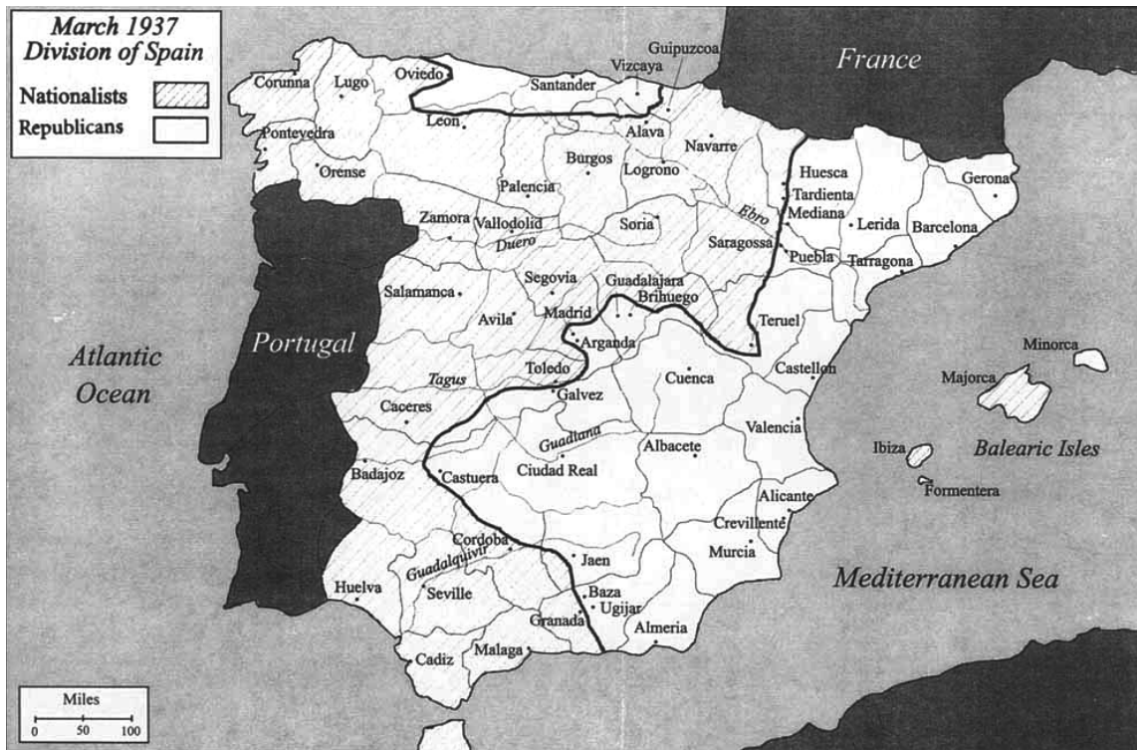 March 1937
Division of Spain
Nationalists
Republicans
France
Guipuzcoa
Vizcaya
Corunna
Lugo
Oviedo
Santander
Pontevedra
Leon
Alava
Navarre
Orense
Burgos
Logrono
Huesca
Gerona
Palencia
Tardienta
Zamora
Valladolid
Soria
Ebro
Mediana
Lerida
Barcelona
Duero
Saragossa
Puebla
Tarragona
Segovia
Guadalajara
Salamanca
Brihuego
Madrid
Avila
Teruel
Portugal
Arganda
Minorca
Atlantic
Ocean
Toledo
Tagus
Cuenca
Castellon
Majorca
Galvez
Caceres
Valencia
Guadiana
Albacete
Ibiza
Balearic Isles
Badajoz
Castuera
Ciudad Real
Formentera
Alicante
Crevillente
Cordoba
Guadalquivir
Jaen
Murcia
Mediterranean Sea
Huelva
Seville
Baza
Ugijar
Granada
Almeria
Malaga
Cadiz
Miles
0 50 100